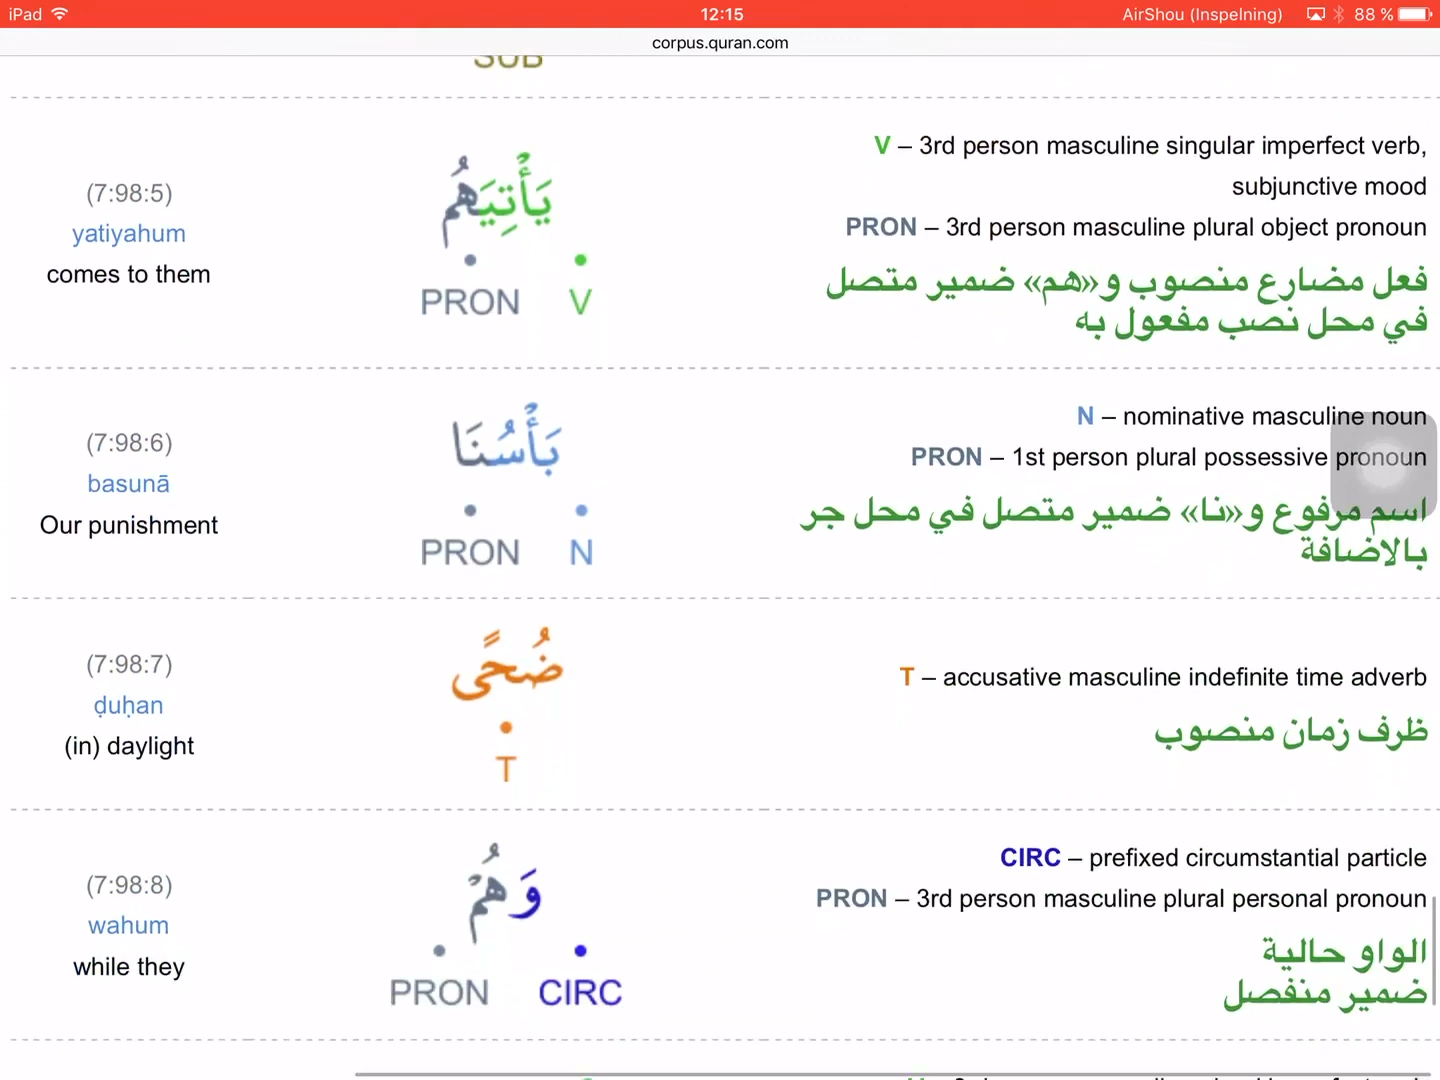 iPad 12:15 AirShou (Inspelning) 88 %
corpus.quran.com
SUB
(7:98:5)
yatiyahum
comes to them
يَأْتِيَهُم
PRON V
V – 3rd person masculine singular imperfect verb,
subjunctive mood
PRON – 3rd person masculine plural object pronoun
فعل مضارع منصوب و«هم» ضمير متصل
في محل نصب مفعول به
(7:98:6)
basunā
Our punishment
بَأْسُنَا
PRON N
N – nominative masculine noun
PRON – 1st person plural possessive pronoun
اسم مرفوع و«نا» ضمير متصل في محل جر
بالاضافة
(7:98:7)
ḍuḥan
(in) daylight
ضُحًى
T
T – accusative masculine indefinite time adverb
ظرف زمان منصوب
(7:98:8)
wahum
while they
وَهُمْ
PRON CIRC
CIRC – prefixed circumstantial particle
PRON – 3rd person masculine plural personal pronoun
الواو حالية
ضمير منفصل